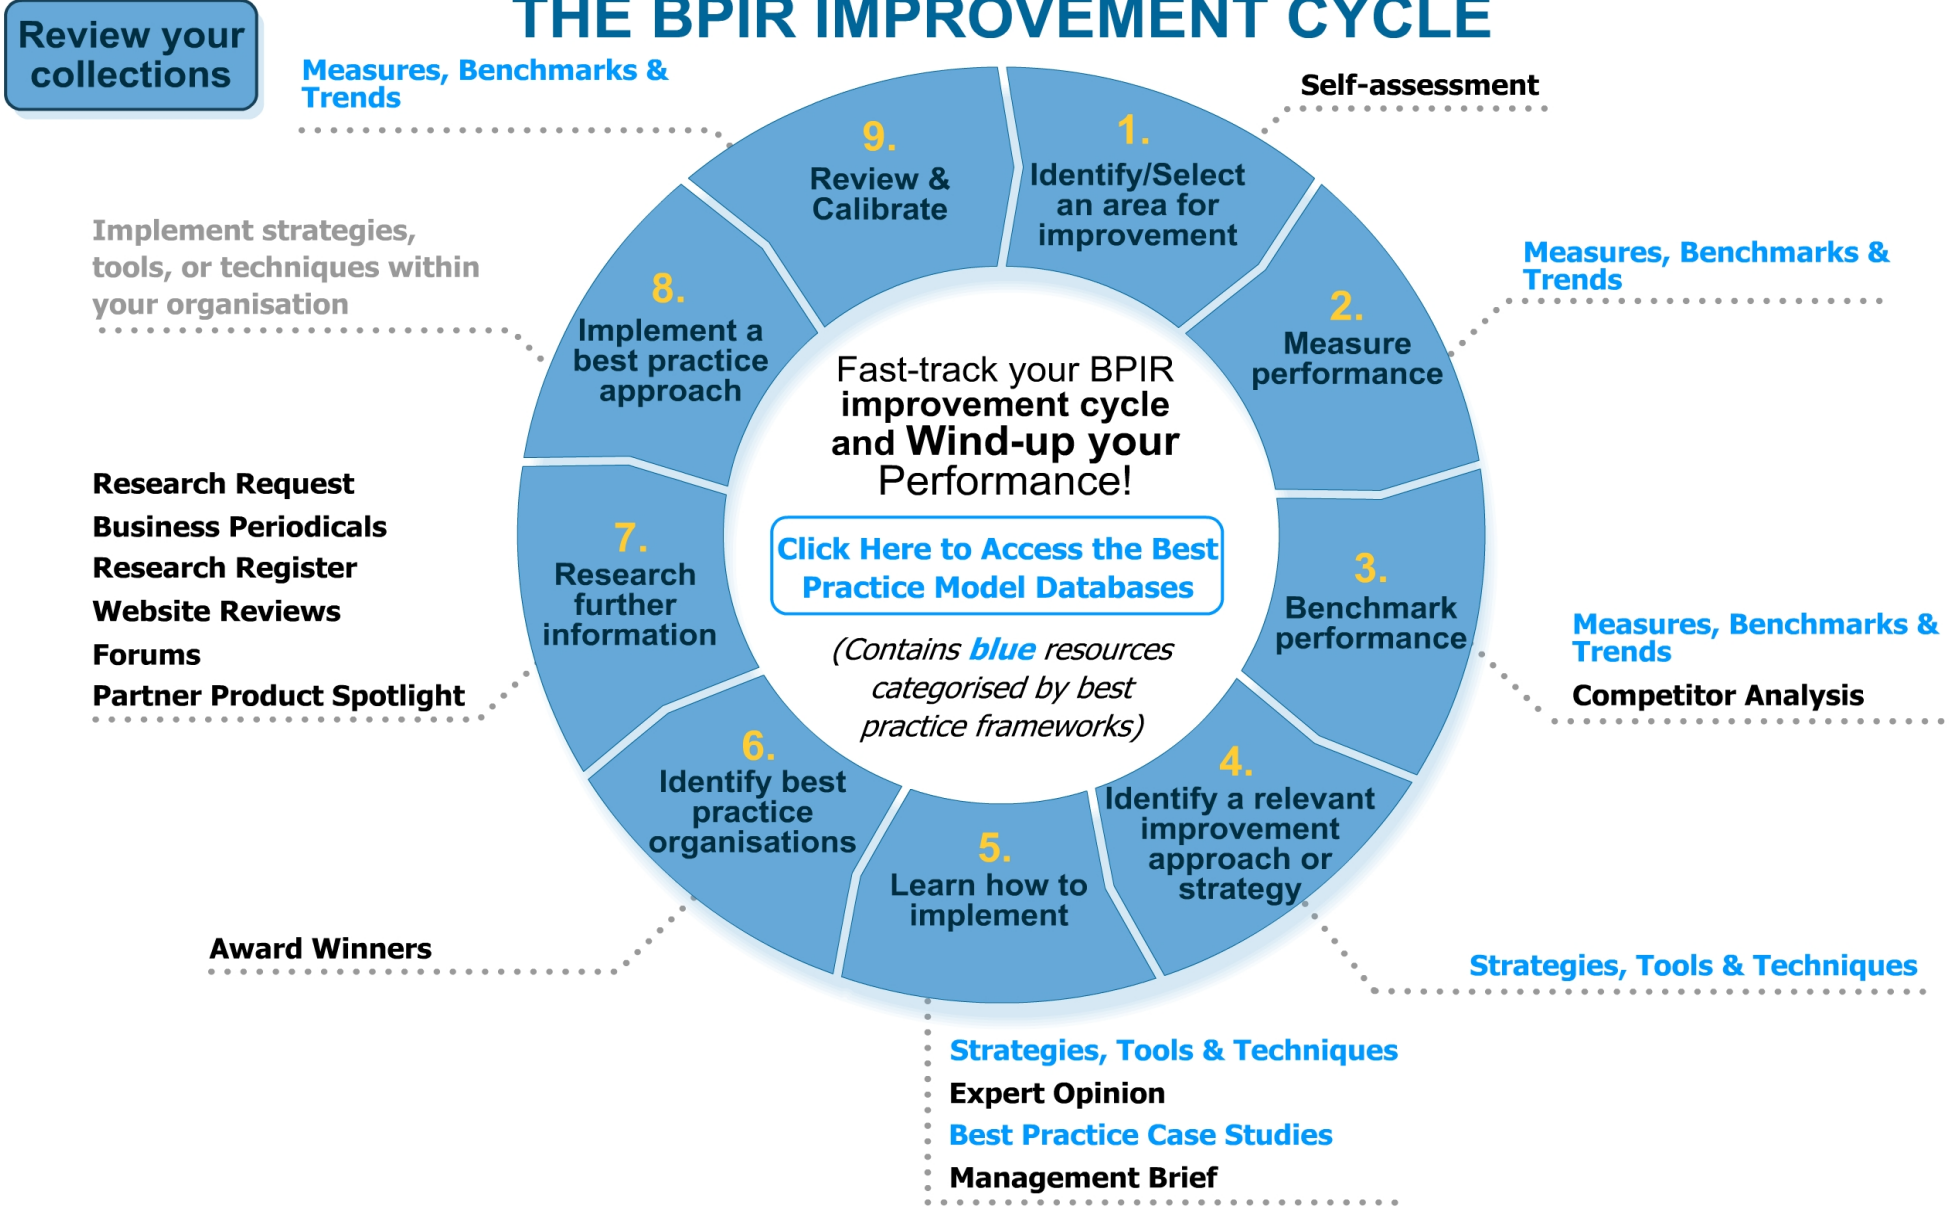 THE BPIR IMPROVEMENT CYCLE
Review your
collections
Measures, Benchmarks &
Trends
Self-assessment
9.
Review &
Calibrate
1.
Identify/Select
an area for
improvement
Implement strategies,
tools, or techniques within
your organisation
Measures, Benchmarks &
Trends
8.
Implement a
best practice
approach
2.
Measure
performance
Fast-track your BPIR
improvement cycle
and Wind-up your
Performance!
Click Here to Access the Best
Practice Model Databases
(Contains blue resources
categorised by best
practice frameworks)
Research Request
Business Periodicals
Research Register
Website Reviews
Forums
Partner Product Spotlight
7.
Research
further
information
3.
Benchmark
performance
Measures, Benchmarks &
Trends
Competitor Analysis
6.
Identify best
practice
organisations
4.
Identify a relevant
improvement
approach or
strategy
5.
Learn how to
implement
Award Winners
Strategies, Tools & Techniques
Strategies, Tools & Techniques
Expert Opinion
Best Practice Case Studies
Management Brief